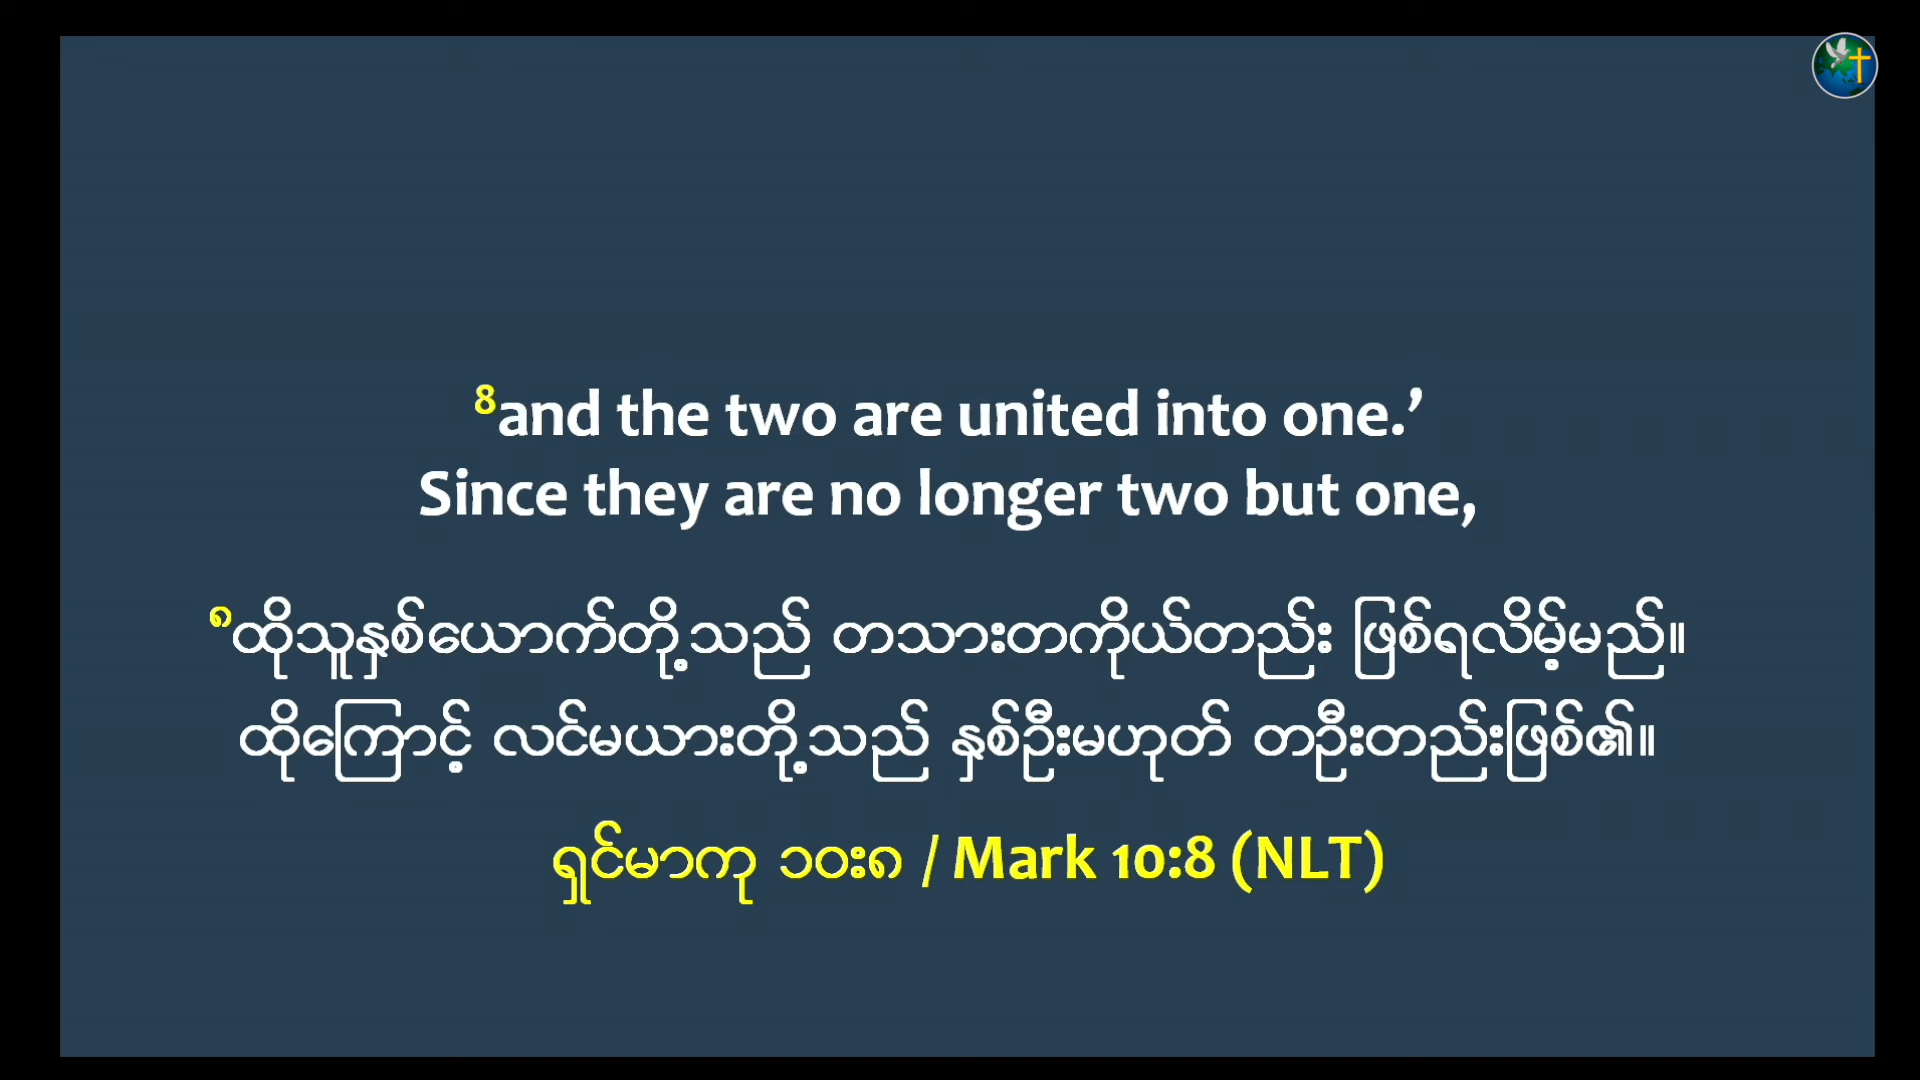 8and the two are united into one.’
Since they are no longer two but one,
၈ထိုသူနှစ်ယောက်တို့သည် တသားတကိုယ်တည်း ဖြစ်ရလိမ့်မည်။
ထိုကြောင့် လင်မယားတို့သည် နှစ်ဦးမဟုတ် တဦးတည်းဖြစ်၏။
ရှင်မာကု ၁၀း၈ / Mark 10:8 (NLT)